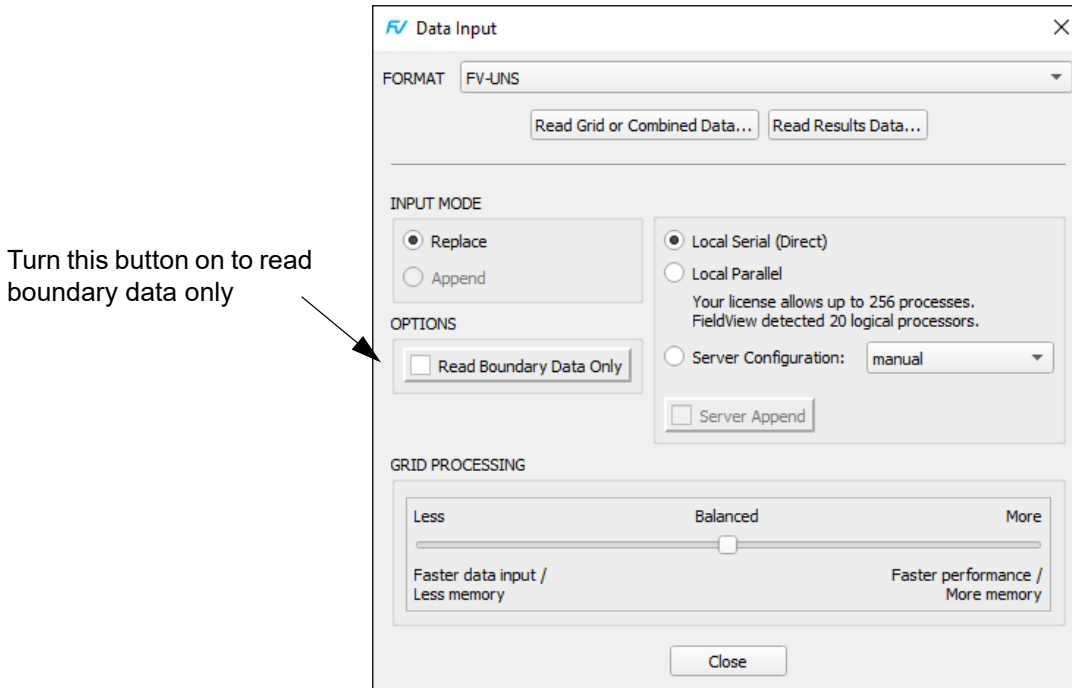 FV Data Input
FORMAT FV-UNS
Read Grid or Combined Data... Read Results Data...
INPUT MODE
Replace
Append
Local Serial (Direct)
Local Parallel
Your license allows up to 256 processes.
FieldView detected 20 logical processors.
Server Configuration: manual
Server Append
Turn this button on to read
boundary data only
OPTIONS
Read Boundary Data Only
GRID PROCESSING
Less Balanced More
Faster data input /
Less memory
Faster performance /
More memory
Close